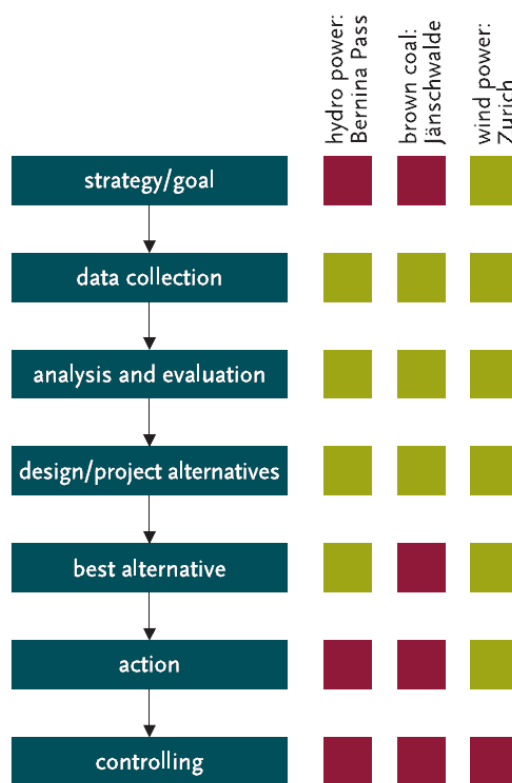 hydro power:
Bernina Pass
brown coal:
Jänschwalde
wind power:
Zurich
strategy/goal
data collection
analysis and evaluation
design/project alternatives
best alternative
action
controlling